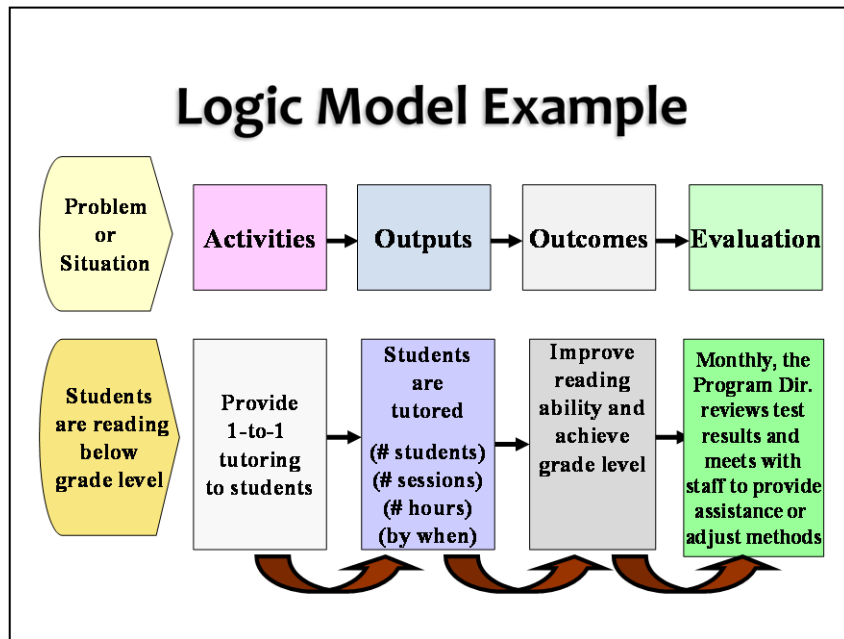 Logic Model Example
Problem
or
Situation
Activities
Outputs
Outcomes
Evaluation
Students
are reading
below
grade level
Provide
1-to-1
tutoring
to students
Students
are
tutored
(# students)
(# sessions)
(# hours)
(by when)
Improve
reading
ability and
achieve
grade level
Monthly, the
Program Dir.
reviews test
results and
meets with
staff to provide
assistance or
adjust methods